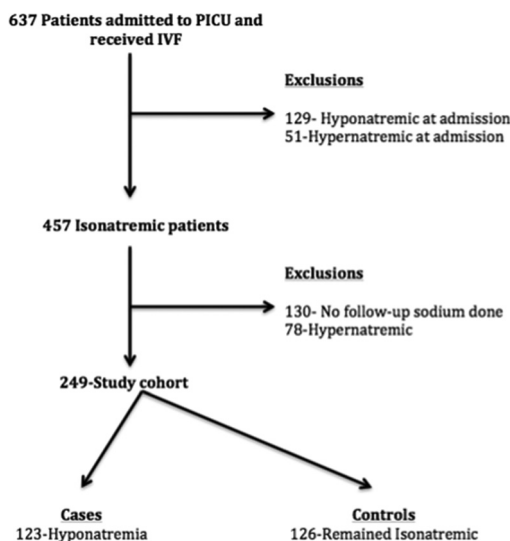 637 Patients admitted to PICU and
received IVF
Exclusions
129- Hyponatremic at admission
51-Hypernatremic at admission
457 Isonatremic patients
Exclusions
130- No follow-up sodium done
78-Hypernatremic
249-Study cohort
Cases
123-Hyponatremia
Controls
126-Remained Isonatremic